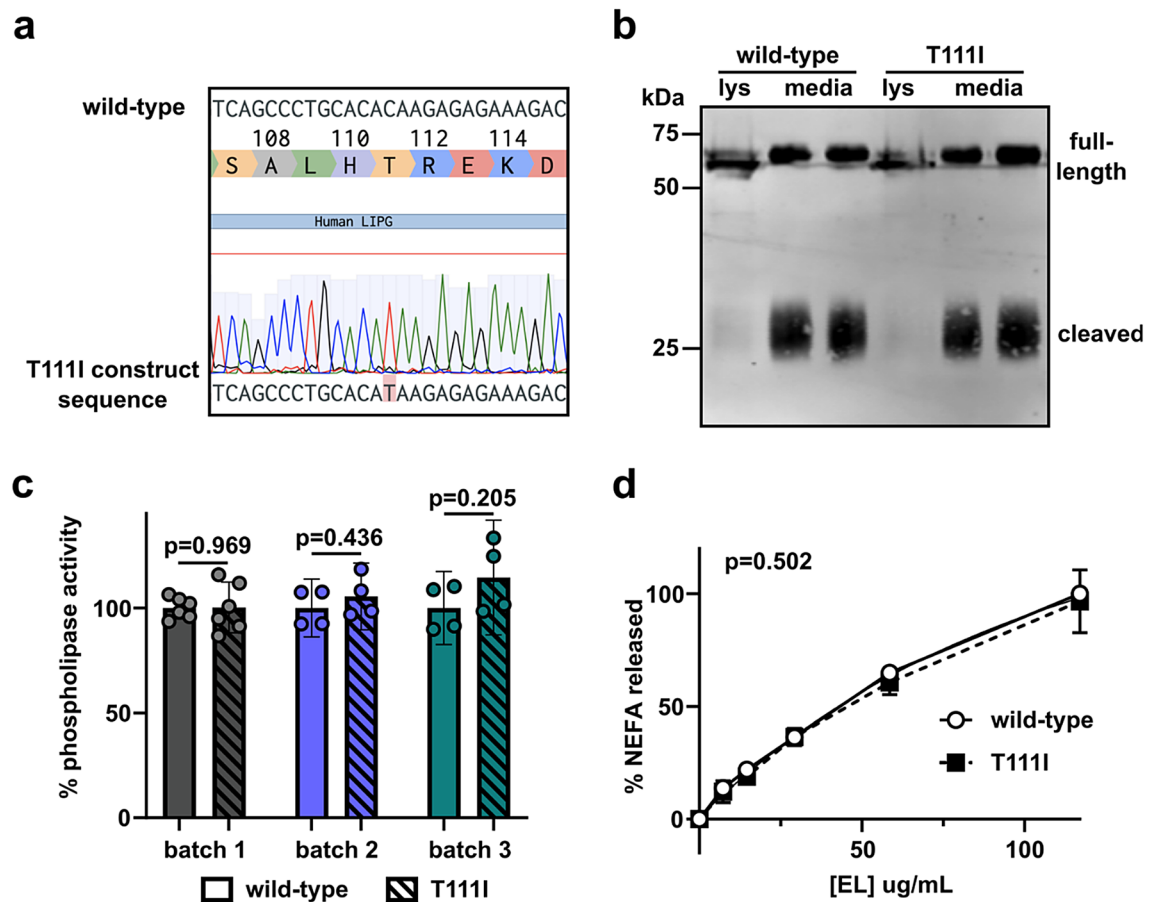 a
wild-type
TCAGCCCTGCACACAAGAGAGAAAGAC
108 110 112 114
S A L H T R E K D
Human LIPG
T111I construct
sequence
TCAGCCCTGCACATAAGAGAGAAAGAC
b
wild-type T111I
lys media lys media
kDa
75
50
25
full-
length
cleaved
c
% phospholipase activity
p=0.969
p=0.436
p=0.205
100
50
0
batch 1 batch 2 batch 3
wild-type T111I
d
p=0.502
% NEFA released
100
50
0
wild-type
T111I
50 100
[EL] ug/mL